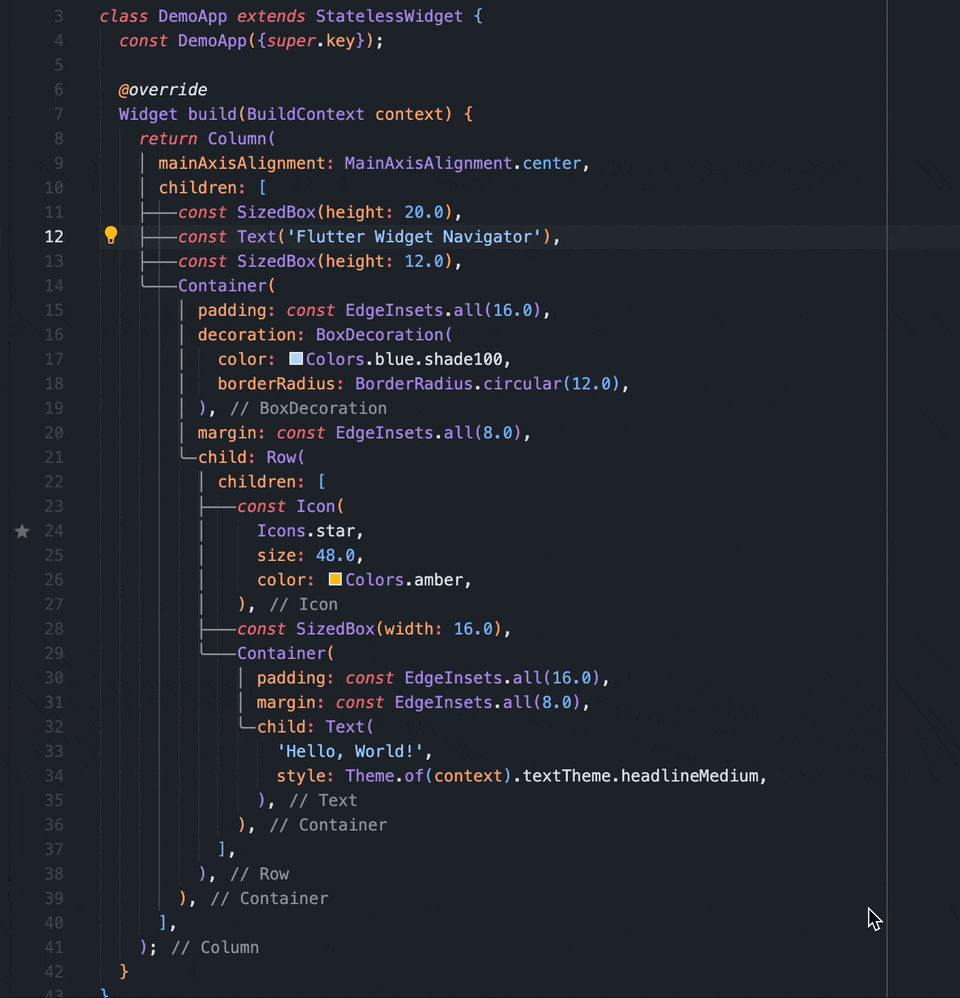 3 class DemoApp extends StatelessWidget {
4 const DemoApp({super.key});
5
6 @override
7 Widget build(BuildContext context) {
8 return Column(
9 mainAxisAlignment: MainAxisAlignment.center,
10 children: [
11 const SizedBox(height: 20.0),
12 const Text('Flutter Widget Navigator'),
13 const SizedBox(height: 12.0),
14 Container(
15 padding: const EdgeInsets.all(16.0),
16 decoration: BoxDecoration(
17 color: Colors.blue.shade100,
18 borderRadius: BorderRadius.circular(12.0),
19 ), // BoxDecoration
20 margin: const EdgeInsets.all(8.0),
21 child: Row(
22 children: [
23 const Icon(
24 Icons.star,
25 size: 48.0,
26 color: Colors.amber,
27 ), // Icon
28 const SizedBox(width: 16.0),
29 Container(
30 padding: const EdgeInsets.all(16.0),
31 margin: const EdgeInsets.all(8.0),
32 child: Text(
33 'Hello, World!',
34 style: Theme.of(context).textTheme.headlineMedium,
35 ), // Text
36 ), // Container
37 ],
38 ), // Row
39 ), // Container
40 ],
41 ); // Column
42 }
43 }